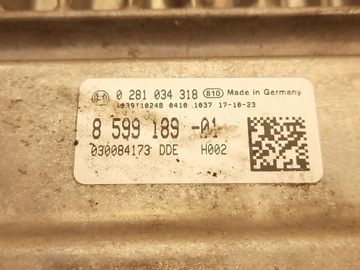 0 281 034 318 810 Made in Germany
1039110248 0410 1037 17-10-23
8 599 189 -01
030084173 DDE H002